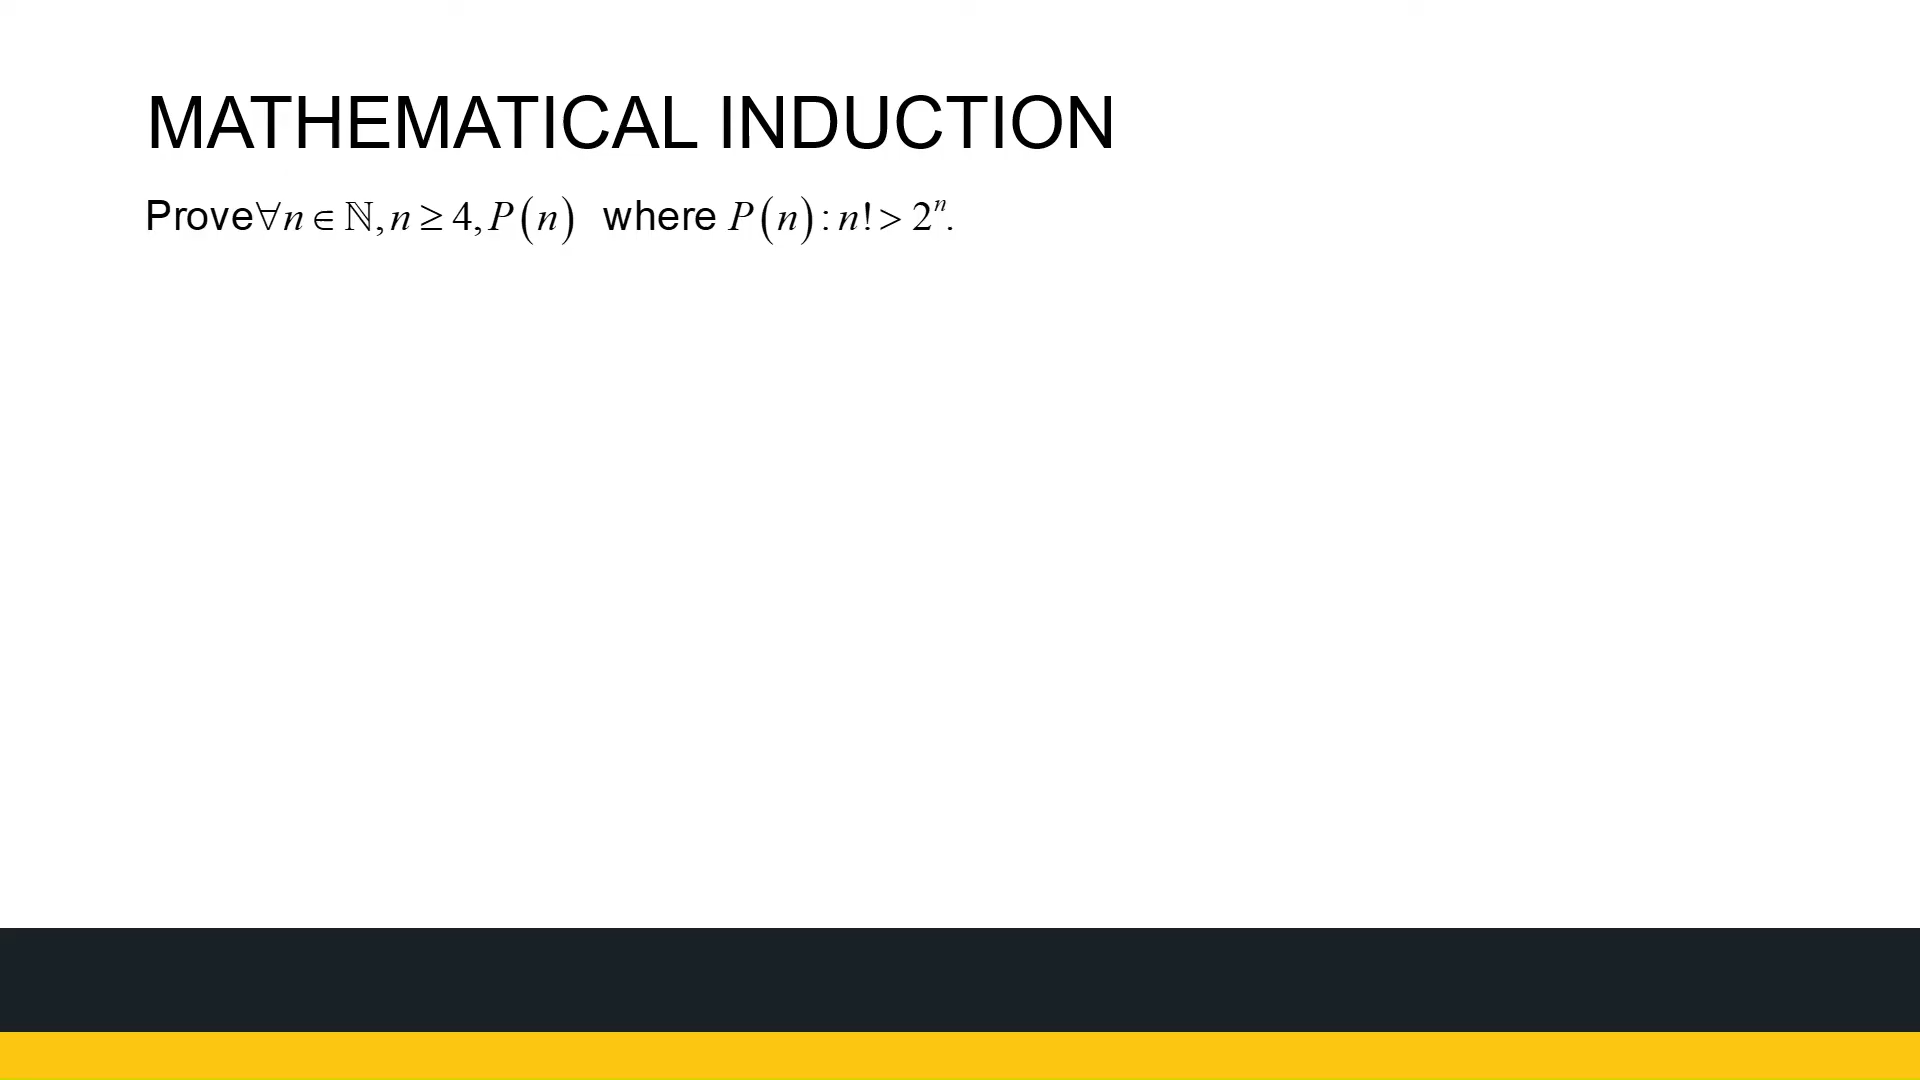 MATHEMATICAL INDUCTION
Prove∀n ∈ ℕ, n ≥ 4, P(n) where P(n): n! > 2ⁿ.